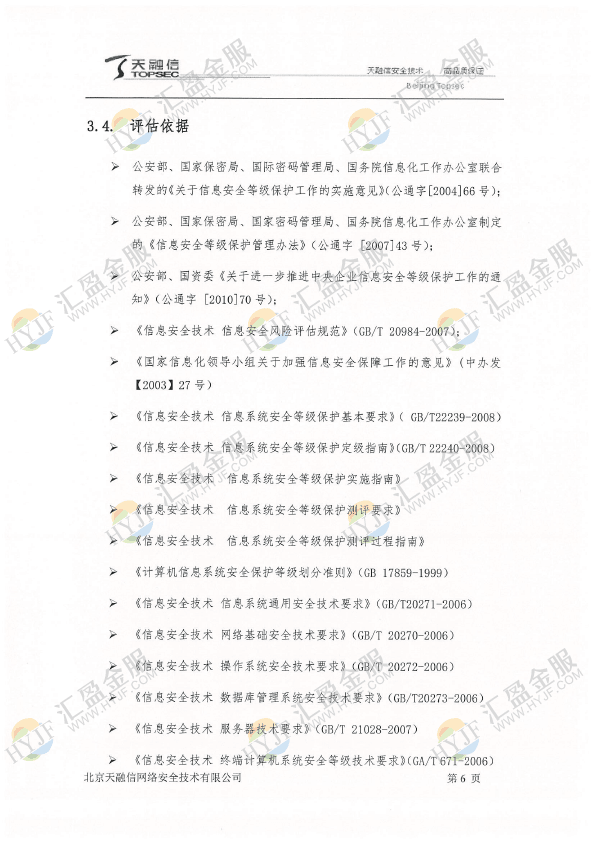 天融信
TOPSEC
天融信安全技术 高品质保证
Beijing Topsec
3.4. 评估依据
➢ 公安部、国家保密局、国际密码管理局、国务院信息化工作办公室联合
转发的《关于信息安全等级保护工作的实施意见》(公通字[2004]66 号);
➢ 公安部、国家保密局、国家密码管理局、国务院信息化工作办公室制定
的《信息安全等级保护管理办法》(公通字 [2007]43 号);
➢ 公安部、国资委《关于进一步推进中央企业信息安全等级保护工作的通
知》(公通字 [2010]70 号);
➢ 《信息安全技术 信息安全风险评估规范》(GB/T 20984-2007);
➢ 《国家信息化领导小组关于加强信息安全保障工作的意见》(中办发
【2003】27 号)
➢ 《信息安全技术 信息系统安全等级保护基本要求》( GB/T22239-2008)
➢ 《信息安全技术 信息系统安全等级保护定级指南》(GB/T 22240-2008)
➢ 《信息安全技术 信息系统安全等级保护实施指南》
➢ 《信息安全技术 信息系统安全等级保护测评要求》
➢ 《信息安全技术 信息系统安全等级保护测评过程指南》
➢ 《计算机信息系统安全保护等级划分准则》(GB 17859-1999)
➢ 《信息安全技术 信息系统通用安全技术要求》(GB/T20271-2006)
➢ 《信息安全技术 网络基础安全技术要求》(GB/T 20270-2006)
➢ 《信息安全技术 操作系统安全技术要求》(GB/T 20272-2006)
➢ 《信息安全技术 数据库管理系统安全技术要求》(GB/T20273-2006)
➢ 《信息安全技术 服务器技术要求》(GB/T 21028-2007)
➢ 《信息安全技术 终端计算机系统安全等级技术要求》(GA/T 671-2006)
北京天融信网络安全技术有限公司 第 6 页
汇盈金服
HYJF WWW.HYJF.COM